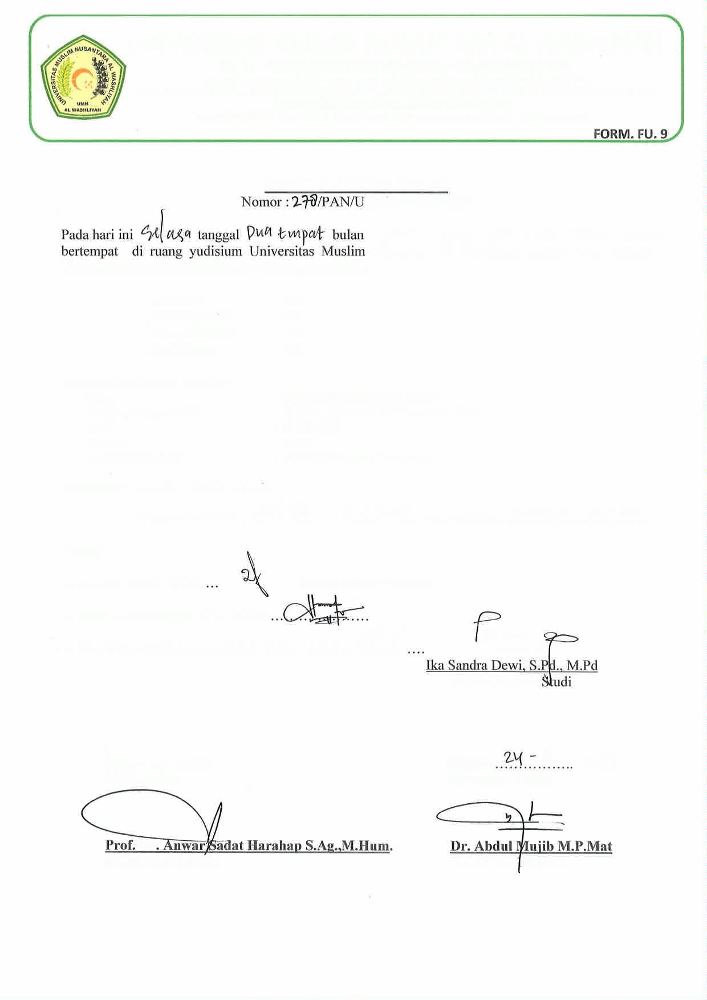 UNIVERSITAS MUSLIM NUSANTARA AL WASHLIYAH
UMN
AL WASHLIYAH
FORM. FU. 9
Nomor : 278/PAN/U
Pada hari ini Selasa tanggal Dua empat bulan
bertempat di ruang yudisium Universitas Muslim
...
.....................
....
Ika Sandra Dewi, S.Pd., M.Pd
Studi
24 -
.................
Prof. . Anwar Sadat Harahap S.Ag.,M.Hum.
Dr. Abdul Mujib M.P.Mat